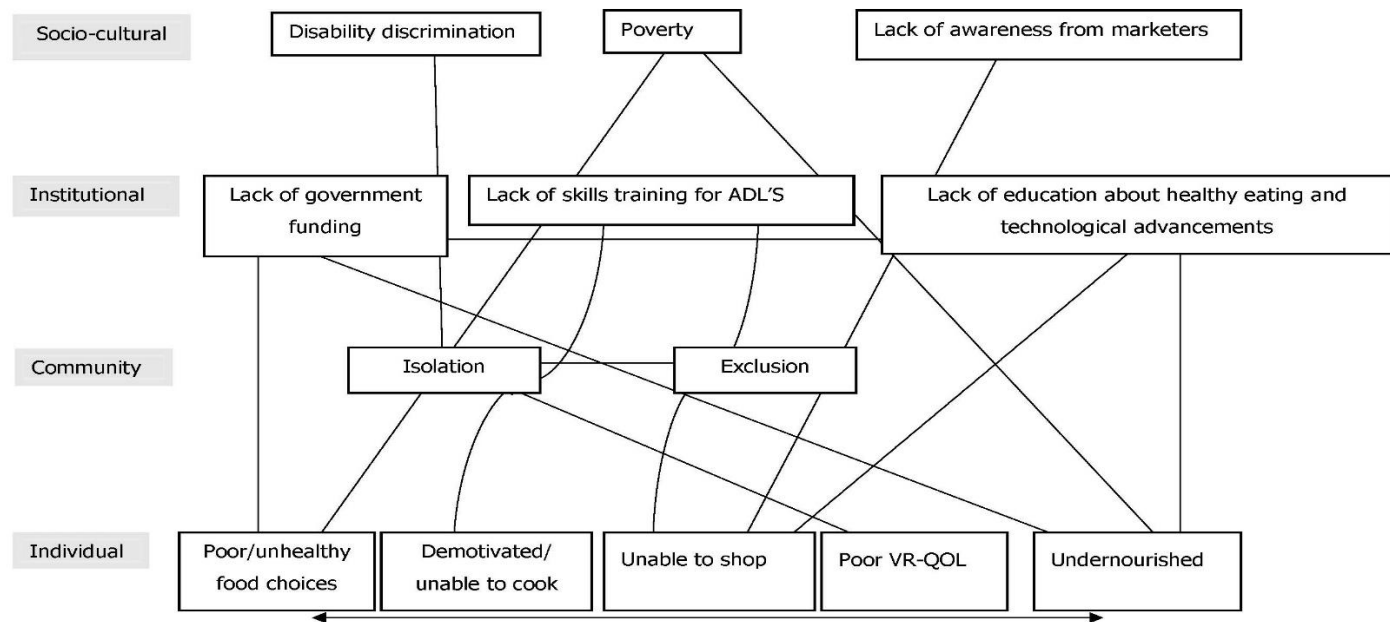 Socio-cultural
Disability discrimination
Poverty
Lack of awareness from marketers
Institutional
Lack of government
funding
Lack of skills training for ADL'S
Lack of education about healthy eating and
technological advancements
Community
Isolation
Exclusion
Individual
Poor/unhealthy
food choices
Demotivated/
unable to cook
Unable to shop
Poor VR-QOL
Undernourished